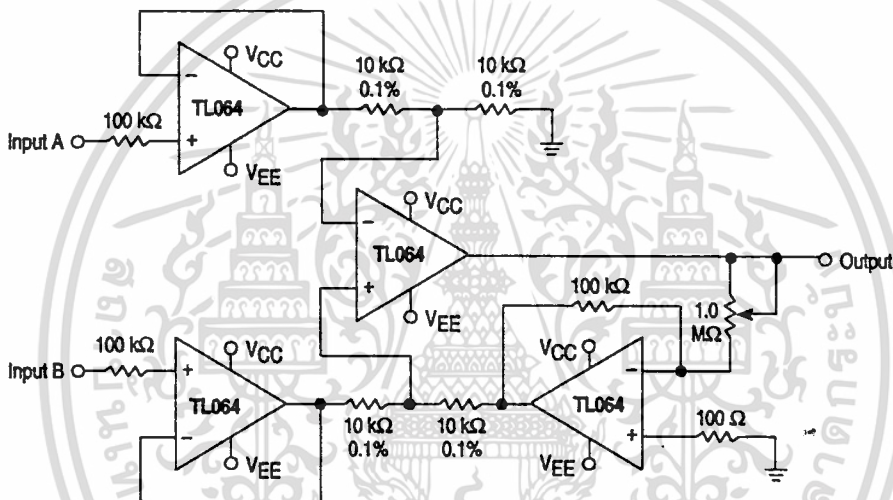 VCC
10 kΩ
0.1%
10 kΩ
0.1%
TL064
100 kΩ
Input A
VEE
VCC
TL064
Output
100 kΩ
1.0
MΩ
VEE
100 kΩ
VCC
VCC
Input B
TL064
TL064
100 Ω
10 kΩ
0.1%
10 kΩ
0.1%
VEE
VEE